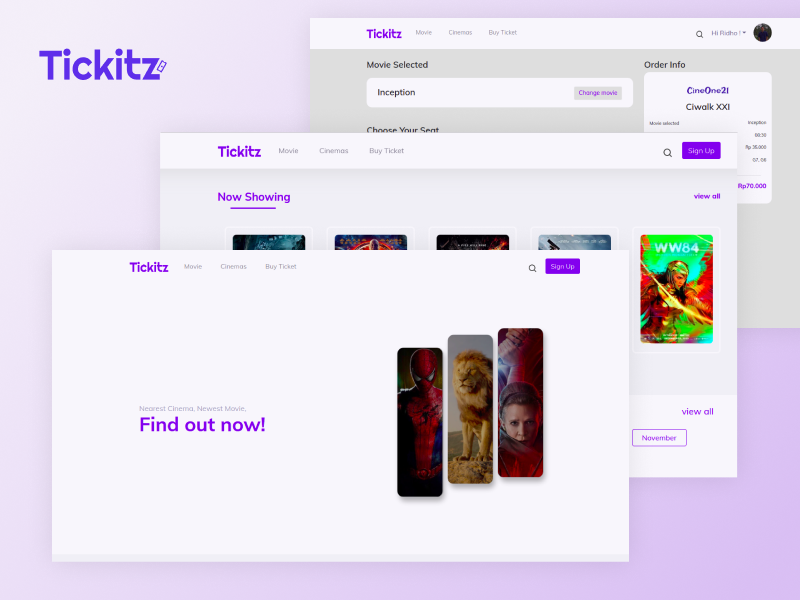 Tickitz
Tickitz Movie Cinemas Buy Ticket Hi Ridho !
Movie Selected
Order Info
Inception
Change movie
CineOne21
Ciwalk XXI
Movie selected
Inception
Rp 35.000
Rp70.000
Choose Your Seat
Tickitz Movie Cinemas Buy Ticket Sign Up
Now Showing
view all
WW84
view all
November
Tickitz Movie Cinemas Buy Ticket Sign Up
Nearest Cinema, Newest Movie,
Find out now!